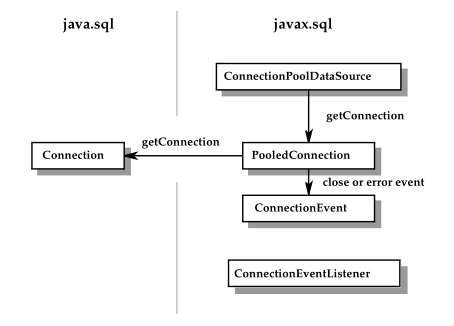 java.sql
javax.sql
ConnectionPoolDataSource
getConnection
getConnection
Connection
PooledConnection
close or error event
ConnectionEvent
ConnectionEventListener